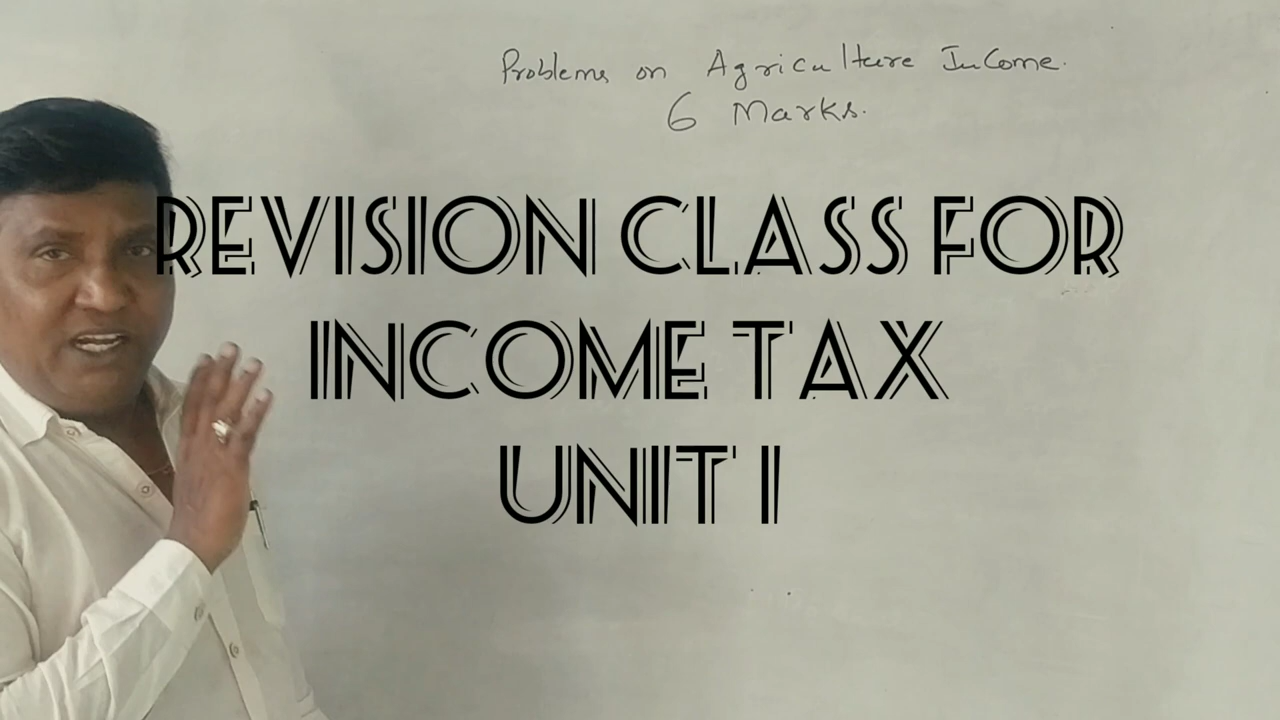 Problems on Agriculture Income.
6 Marks.
REVISION CLASS FOR
INCOME TAX
UNIT I